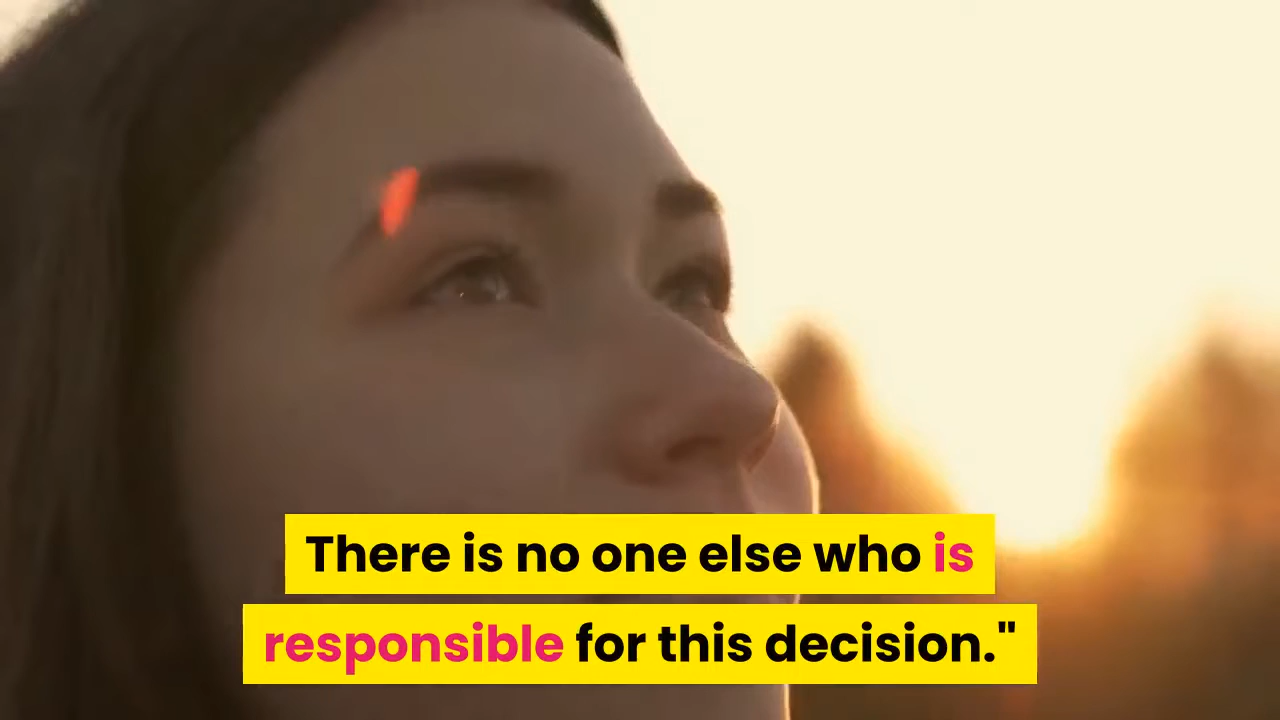 There is no one else who is
responsible for this decision."